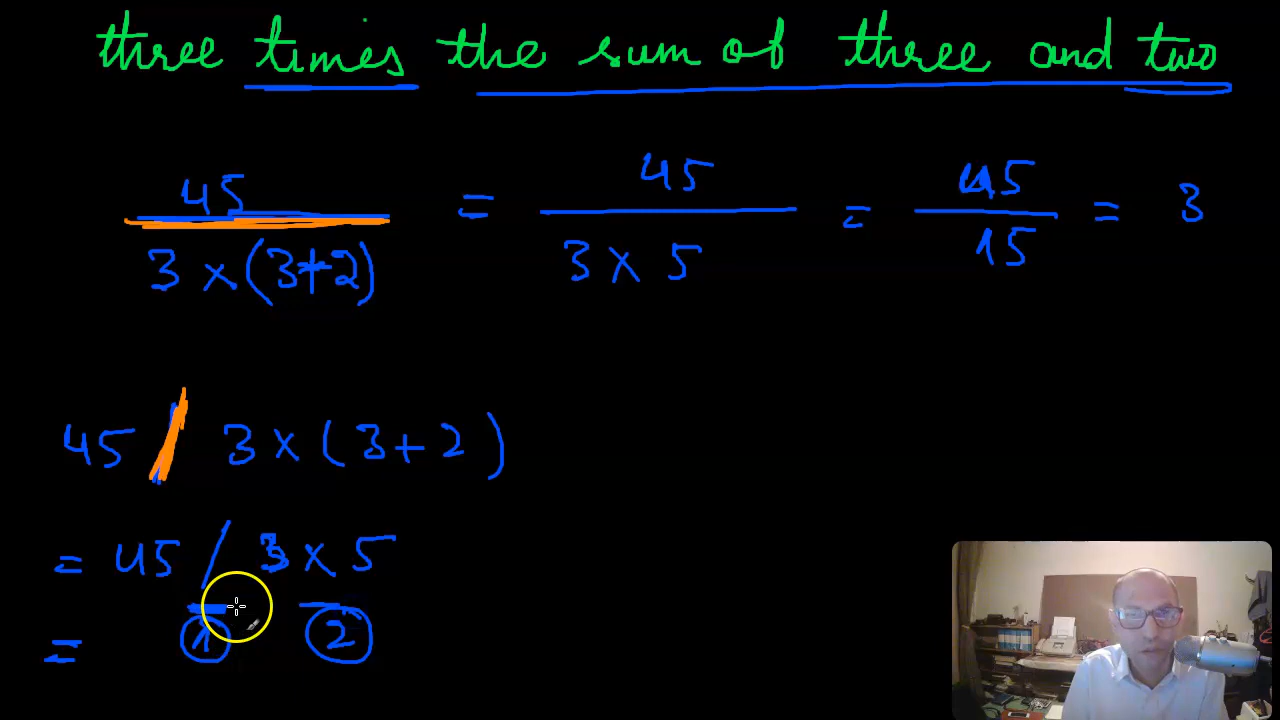 three times the sum of three and two
45 / 3 × (3+2) = 45 / 3 × 5 = 45 / 15 = 3
45 / 3 × (3+2)
= 45 / 3 × 5
1 2
=